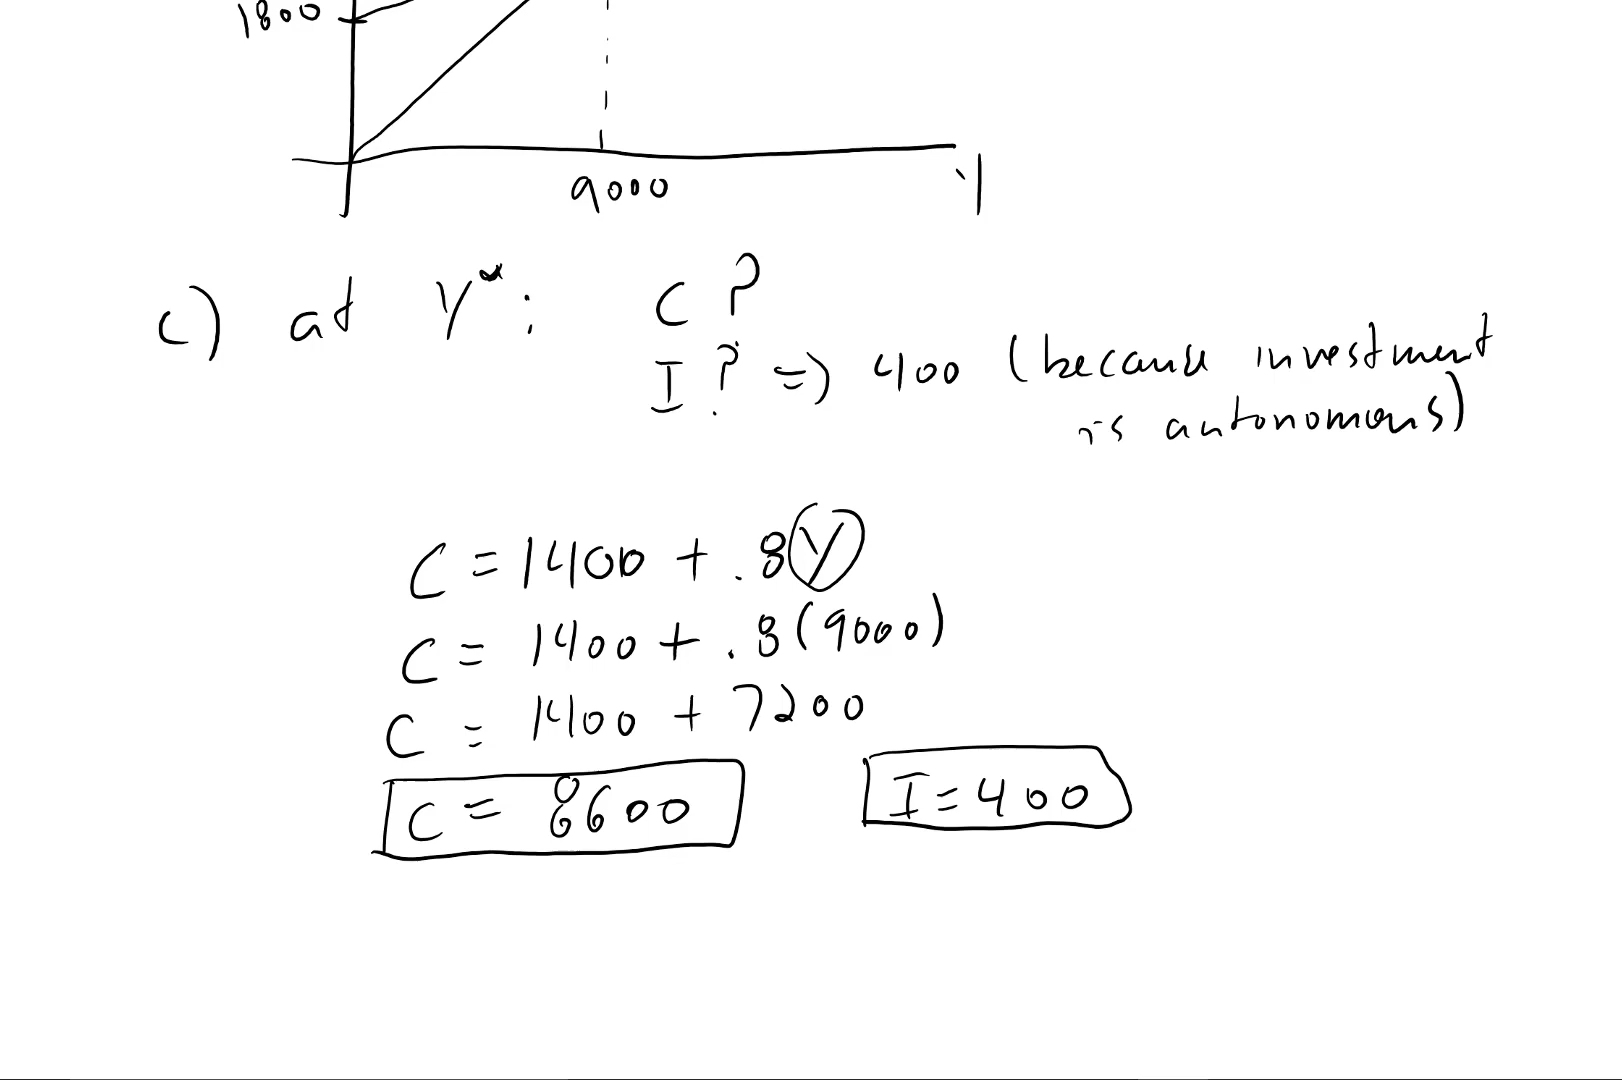 1800
9000
Y
c) at Y*: C?
I? => 400 (because investment
is autonomous)
C = 1400 + .8(Y)
C = 1400 + .8(9000)
C = 1400 + 7200
C = 8600
I = 400